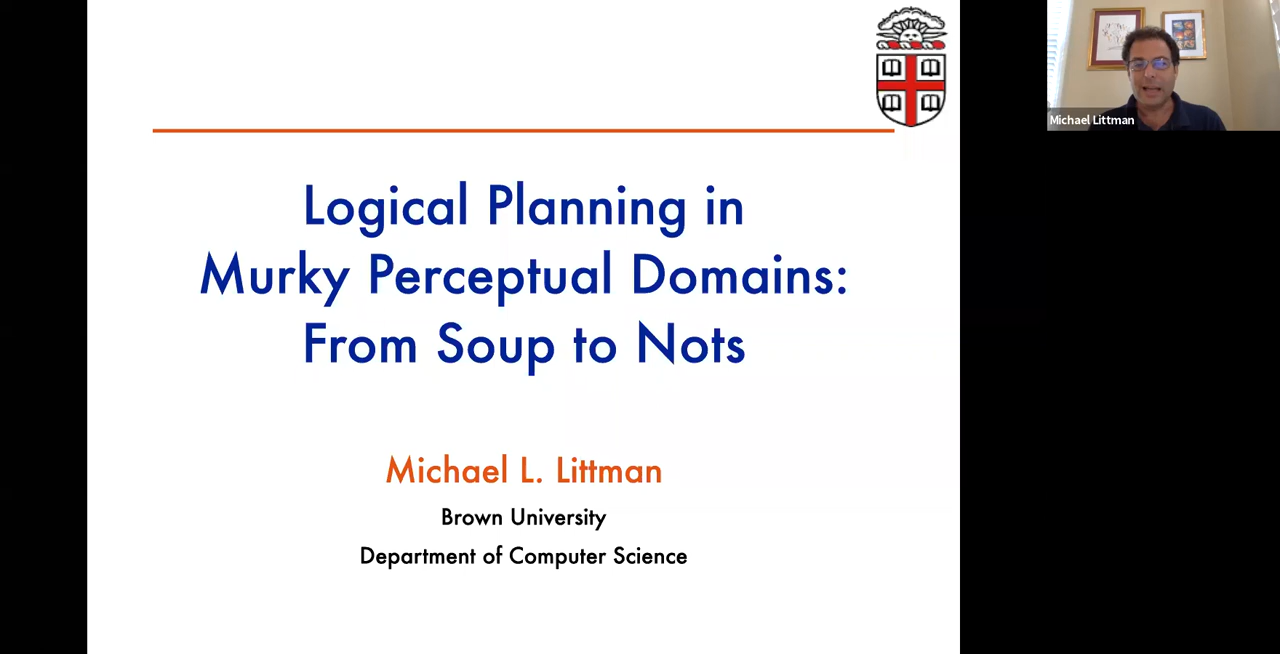 Michael Littman
Logical Planning in
Murky Perceptual Domains:
From Soup to Nots
Michael L. Littman
Brown University
Department of Computer Science